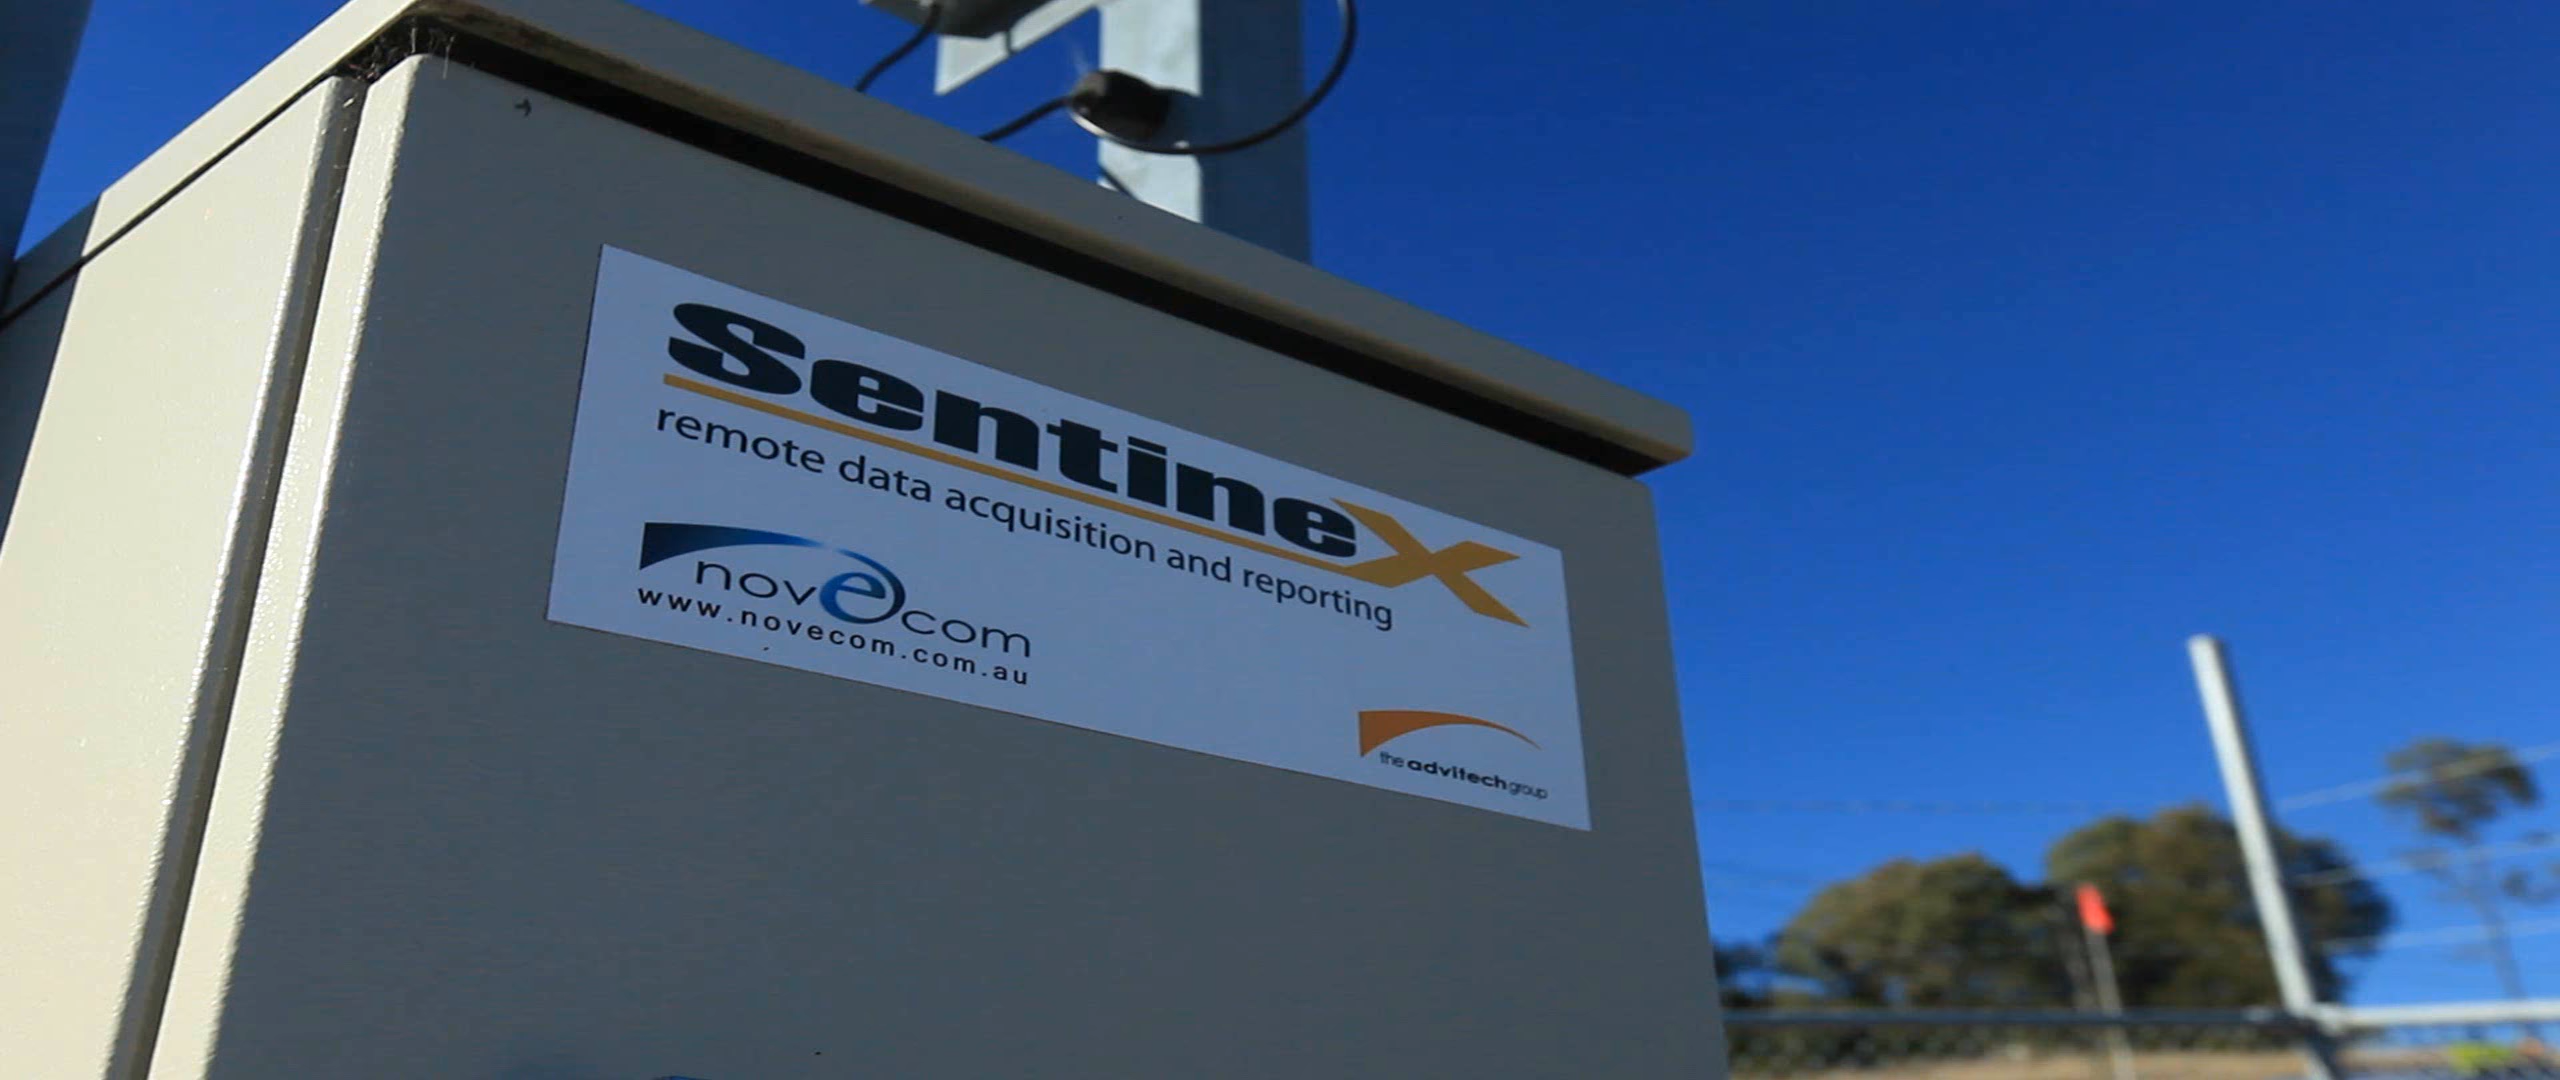 SentineX
remote data acquisition and reporting
novecom
www.novecom.com.au
the advitech group